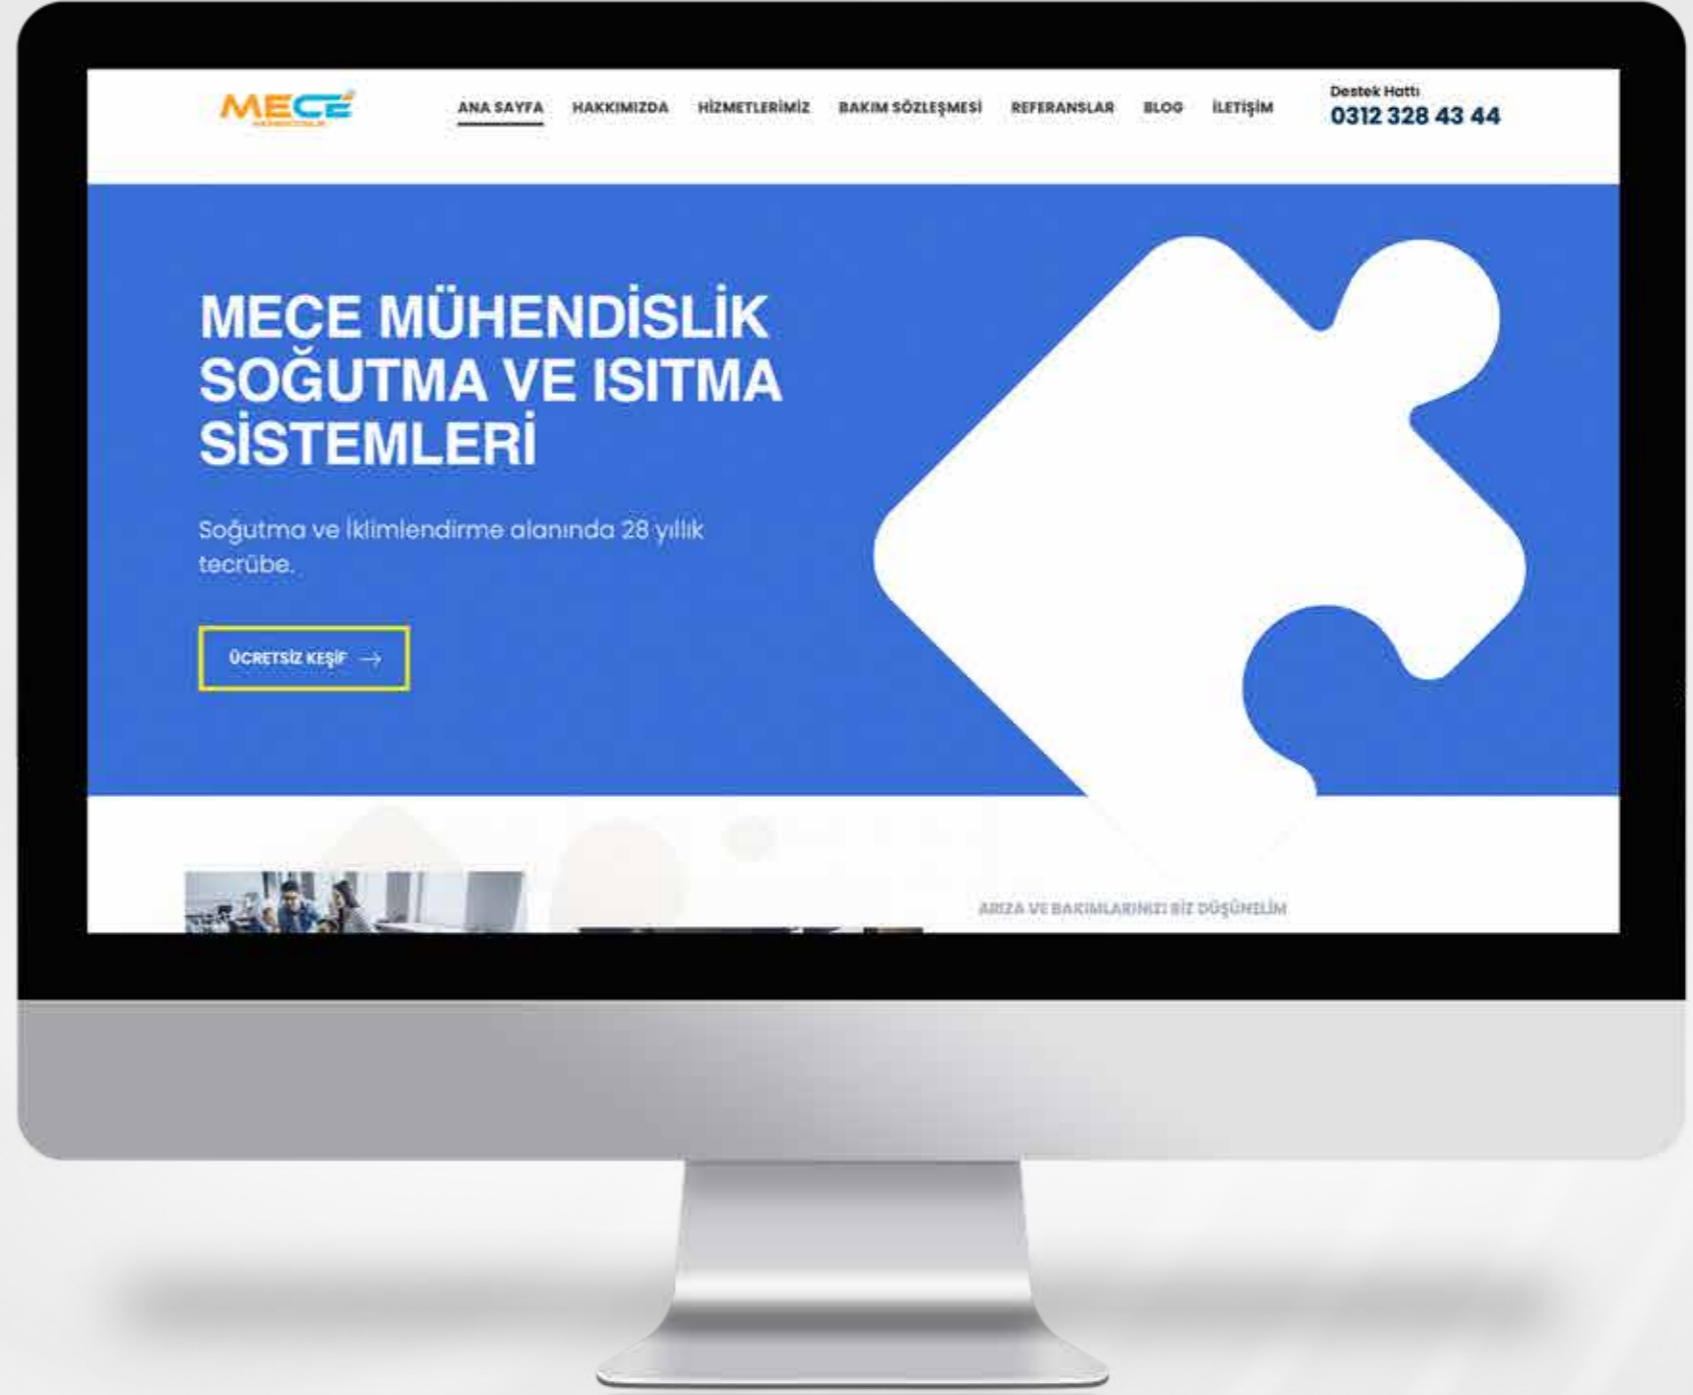 MECE
ANA SAYFA HAKKIMIZDA HİZMETLERİMİZ BAKIM SÖZLEŞMESİ REFERANSLAR BLOG İLETİŞİM
Destek Hattı
0312 328 43 44
MECE MÜHENDİSLİK
SOĞUTMA VE ISITMA
SİSTEMLERİ
Soğutma ve İklimlendirme alanında 28 yıllık
tecrübe.
ÜCRETSİZ KEŞİF →
ARIZA VE BAKIMLARINIZI BİZ DÜŞÜNELİM